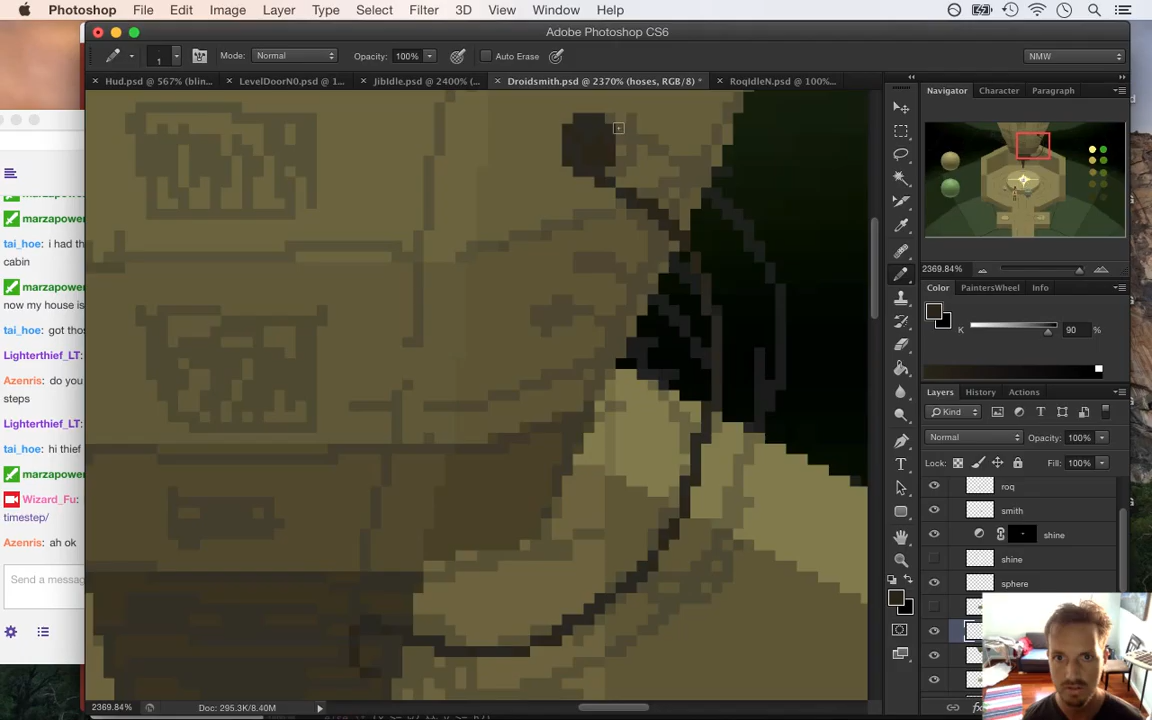 Photoshop File Edit Image Layer Type Select Filter 3D View Window Help
Adobe Photoshop CS6
1 Mode: Normal Opacity: 100% Auto Erase NMW
Hud.psd @ 567% (blin... LevelDoorN0.psd @ 1... JibIdle.psd @ 2400% (... Droidsmith.psd @ 2370% (hoses, RGB/8) * RoqIdleN.psd @ 100%...
Navigator Character Paragraph
2369.84%
Color PaintersWheel Info
K 90 %
Layers History Actions
Kind
Normal Opacity: 100%
Lock: Fill: 100%
roq
smith
shine
shine
sphere
marzapower
tai_hoe: i had th
cabin
marzapower
now my house is
tai_hoe: got thos
Lighterthief_LT:
Azenris: do you
steps
Lighterthief_LT:
tai_hoe: hi thief
marzapower
Wizard_Fu:
timestep/
Azenris: ah ok
Send a message
2369.84% Doc: 295.3K/8.40M